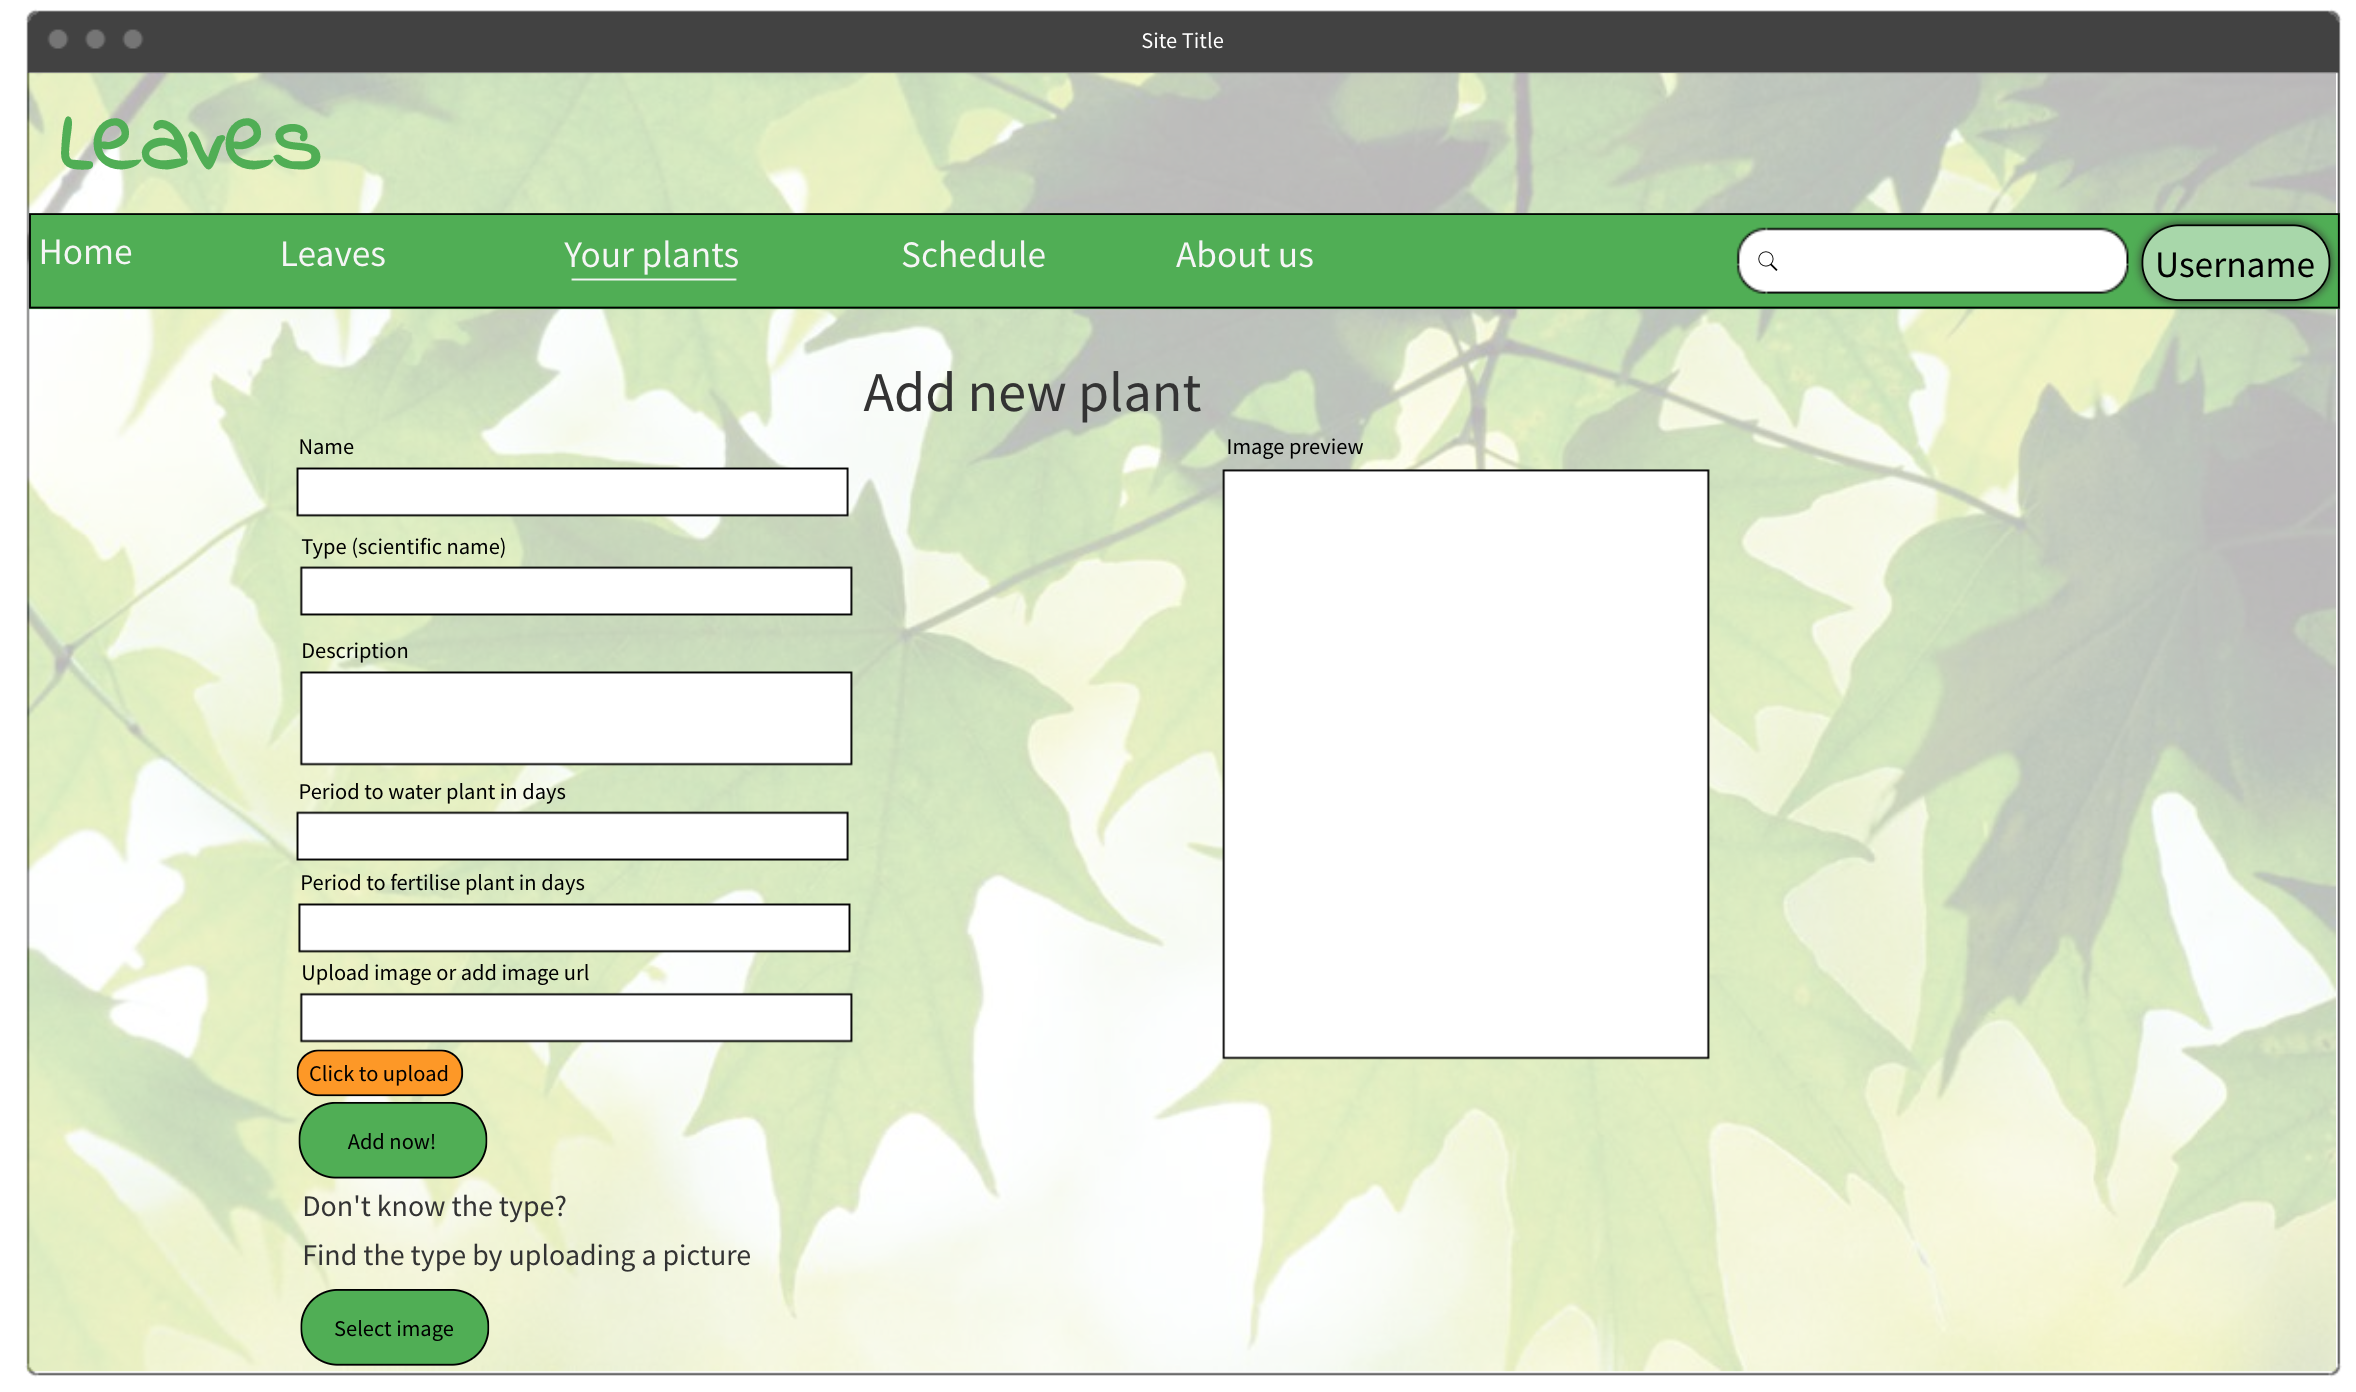 Site Title
Leaves
Home
Leaves
Your plants
Schedule
About us
Username
Add new plant
Name
Image preview
Type (scientific name)
Description
Period to water plant in days
Period to fertilise plant in days
Upload image or add image url
Click to upload
Add now!
Don't know the type?
Find the type by uploading a picture
Select image